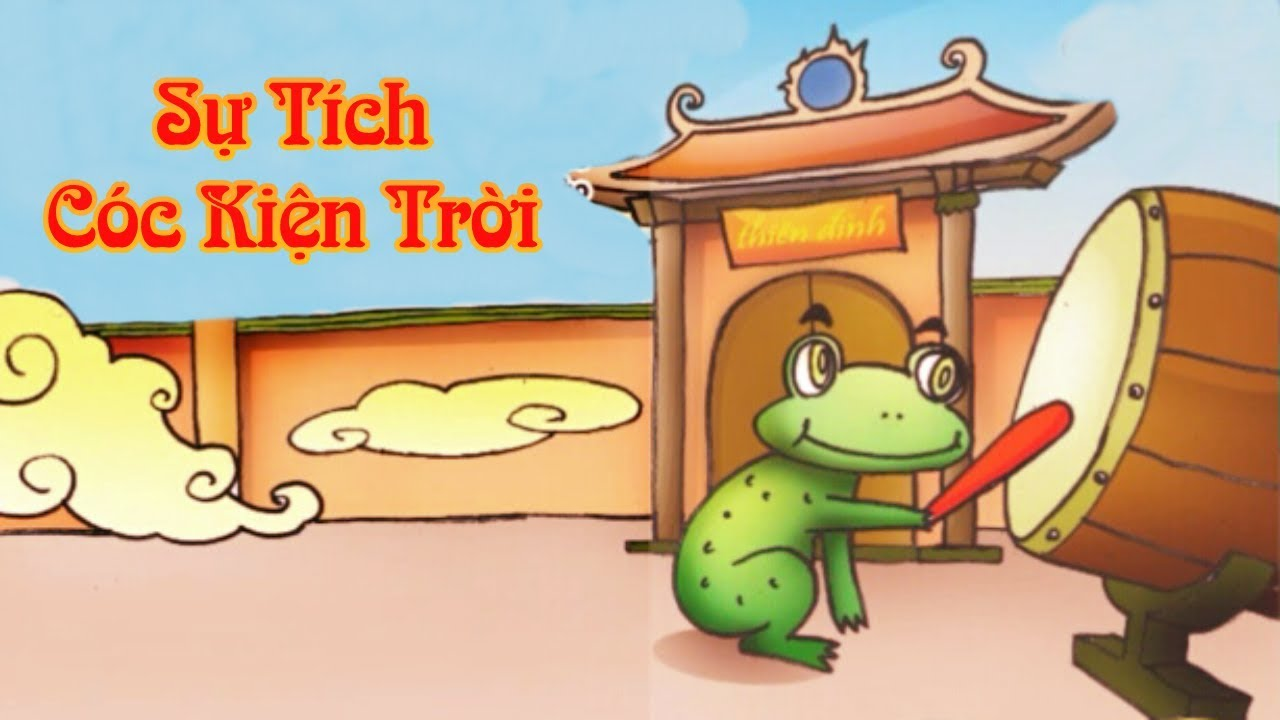 Sự Tích
Cóc Kiện Trời
thiên đình